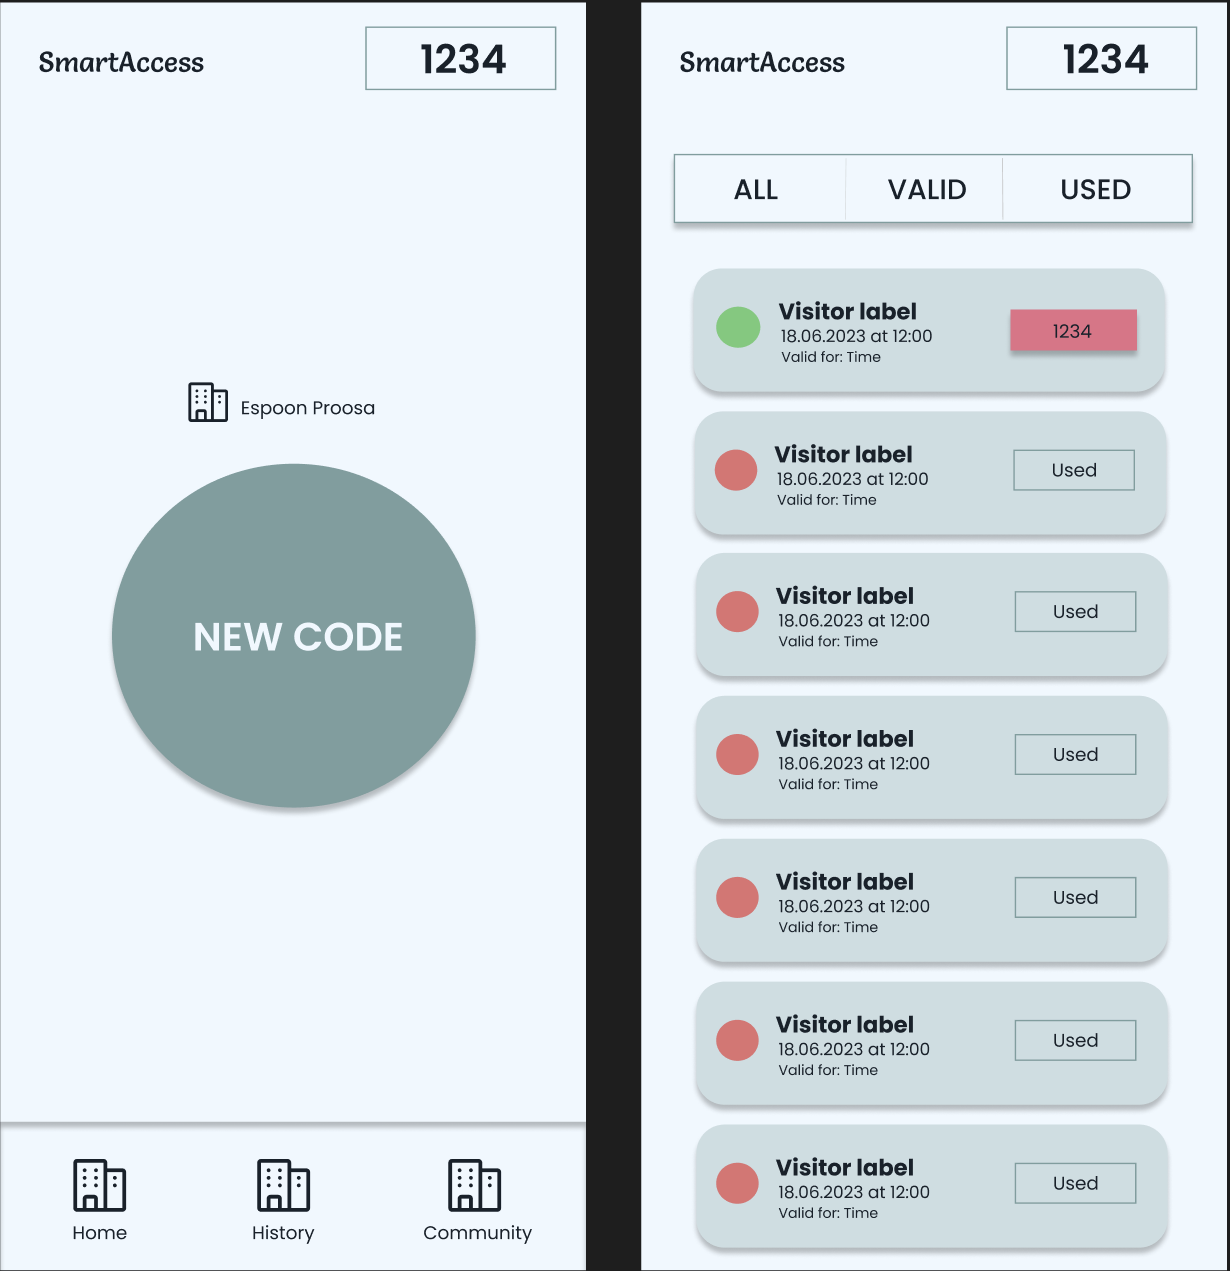 SmartAccess
1234
Espoon Proosa
NEW CODE
Home
History
Community
SmartAccess
1234
ALL
VALID
USED
Visitor label
18.06.2023 at 12:00
Valid for: Time
1234
Visitor label
18.06.2023 at 12:00
Valid for: Time
Used
Visitor label
18.06.2023 at 12:00
Valid for: Time
Used
Visitor label
18.06.2023 at 12:00
Valid for: Time
Used
Visitor label
18.06.2023 at 12:00
Valid for: Time
Used
Visitor label
18.06.2023 at 12:00
Valid for: Time
Used
Visitor label
18.06.2023 at 12:00
Valid for: Time
Used